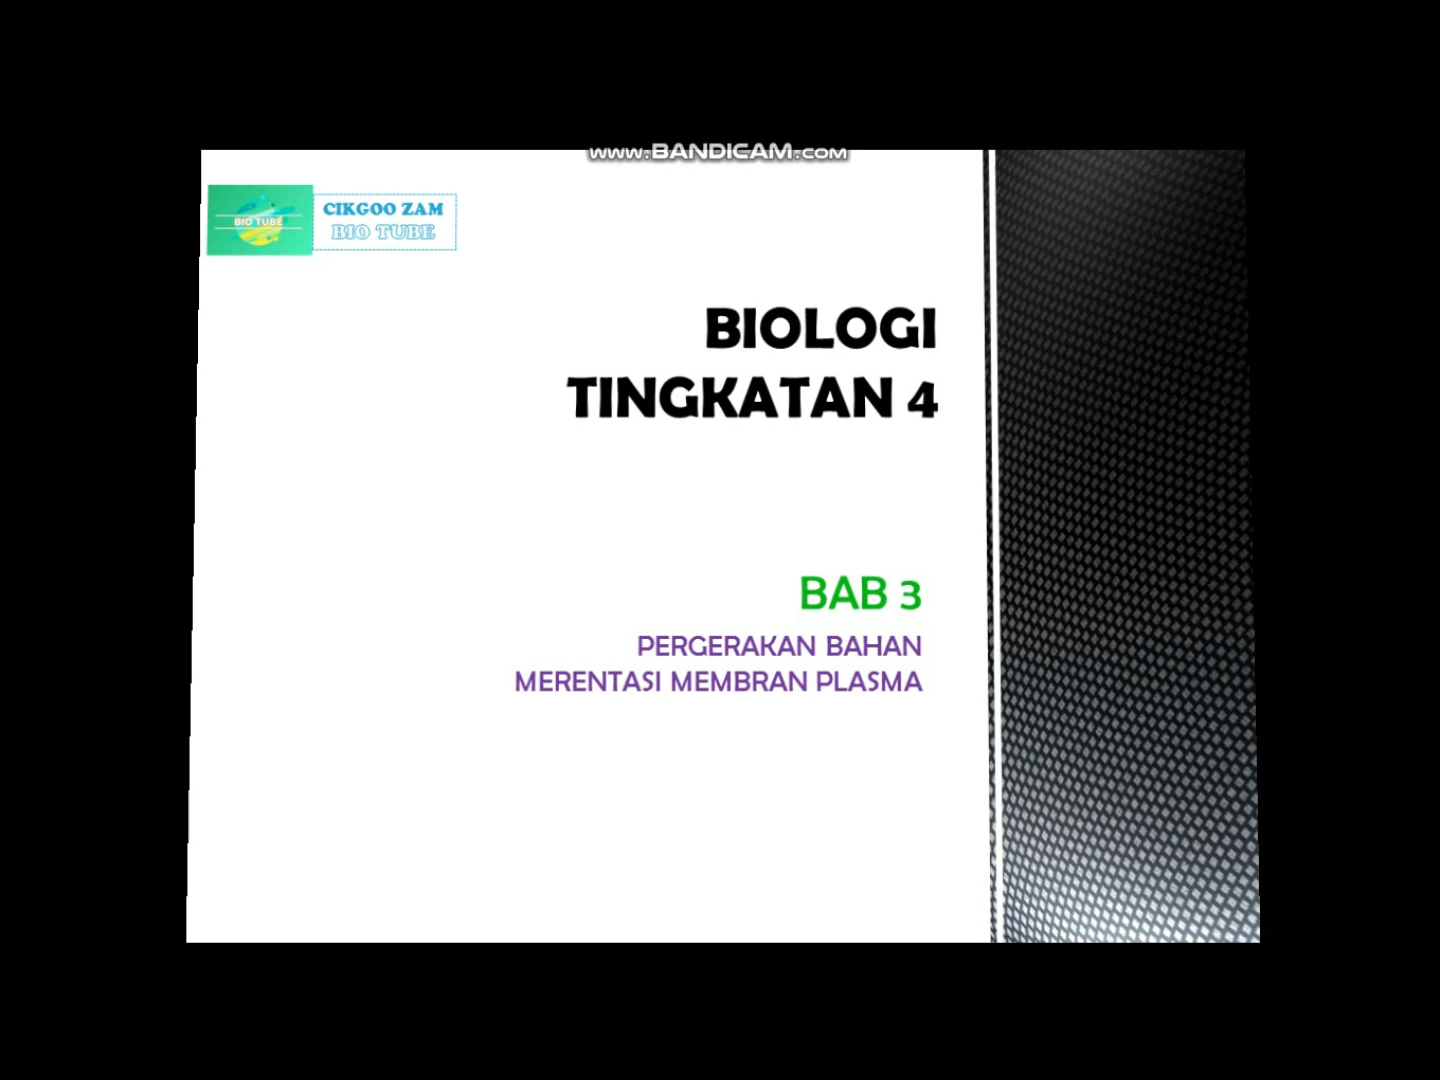 www.BANDICAM.com
BIO TUBE
CIKGOO ZAM
BIO TUBE
BIOLOGI
TINGKATAN 4
BAB 3
PERGERAKAN BAHAN
MERENTASI MEMBRAN PLASMA